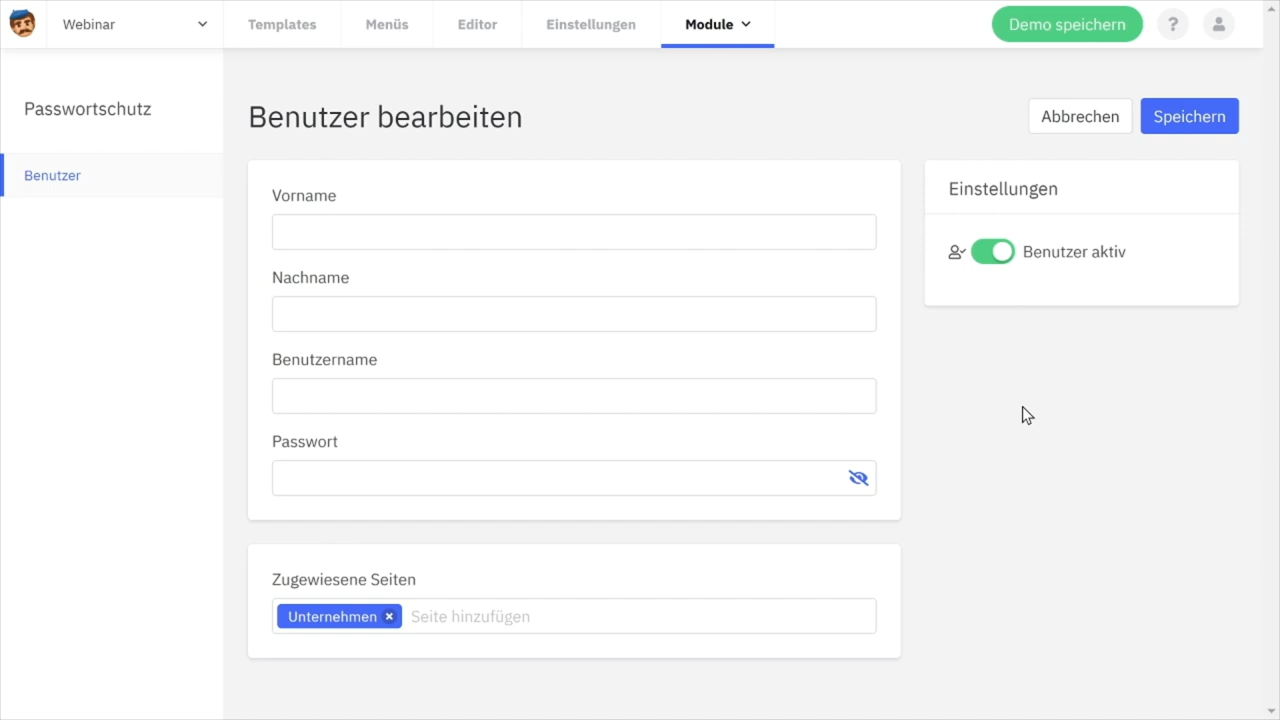 Webinar
Templates
Menüs
Editor
Einstellungen
Module
Demo speichern
?
Passwortschutz
Benutzer
Benutzer bearbeiten
Abbrechen
Speichern
Vorname
Nachname
Benutzername
Passwort
Zugewiesene Seiten
Unternehmen
Seite hinzufügen
Einstellungen
Benutzer aktiv